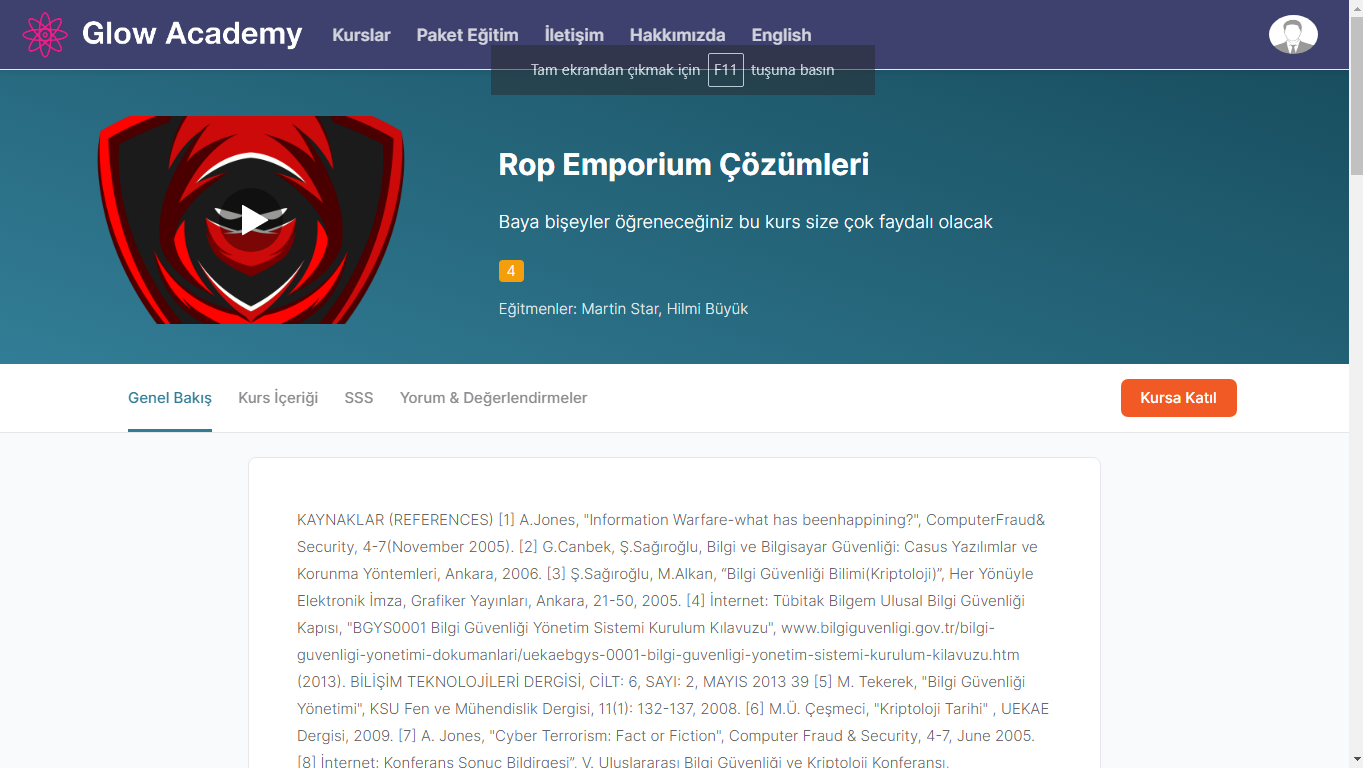 Glow Academy Kurslar Paket Eğitim İletişim Hakkımızda English
Tam ekrandan çıkmak için F11 tuşuna basın
Rop Emporium Çözümleri
Baya bişeyler öğreneceğiniz bu kurs size çok faydalı olacak
4
Eğitmenler: Martin Star, Hilmi Büyük
Genel Bakış Kurs İçeriği SSS Yorum & Değerlendirmeler Kursa Katıl
KAYNAKLAR (REFERENCES) [1] A.Jones, "Information Warfare-what has beenhappining?", ComputerFraud&
Security, 4-7(November 2005). [2] G.Canbek, Ş.Sağıroğlu, Bilgi ve Bilgisayar Güvenliği: Casus Yazılımlar ve
Korunma Yöntemleri, Ankara, 2006. [3] Ş.Sağıroğlu, M.Alkan, “Bilgi Güvenliği Bilimi(Kriptoloji)”, Her Yönüyle
Elektronik İmza, Grafiker Yayınları, Ankara, 21-50, 2005. [4] İnternet: Tübitak Bilgem Ulusal Bilgi Güvenliği
Kapısı, "BGYS0001 Bilgi Güvenliği Yönetim Sistemi Kurulum Kılavuzu", www.bilgiguvenligi.gov.tr/bilgi-
guvenligi-yonetimi-dokumanlari/uekaebgys-0001-bilgi-guvenligi-yonetim-sistemi-kurulum-kilavuzu.htm
(2013). BİLİŞİM TEKNOLOJİLERİ DERGİSİ, CİLT: 6, SAYI: 2, MAYIS 2013 39 [5] M. Tekerek, "Bilgi Güvenliği
Yönetimi", KSU Fen ve Mühendislik Dergisi, 11(1): 132-137, 2008. [6] M.Ü. Çeşmeci, "Kriptoloji Tarihi" , UEKAE
Dergisi, 2009. [7] A. Jones, "Cyber Terrorism: Fact or Fiction", Computer Fraud & Security, 4-7, June 2005.
[8] İnternet: Konferans Sonuç Bildirgesi”, V. Uluslararası Bilgi Güvenliği ve Kriptoloji Konferansı,